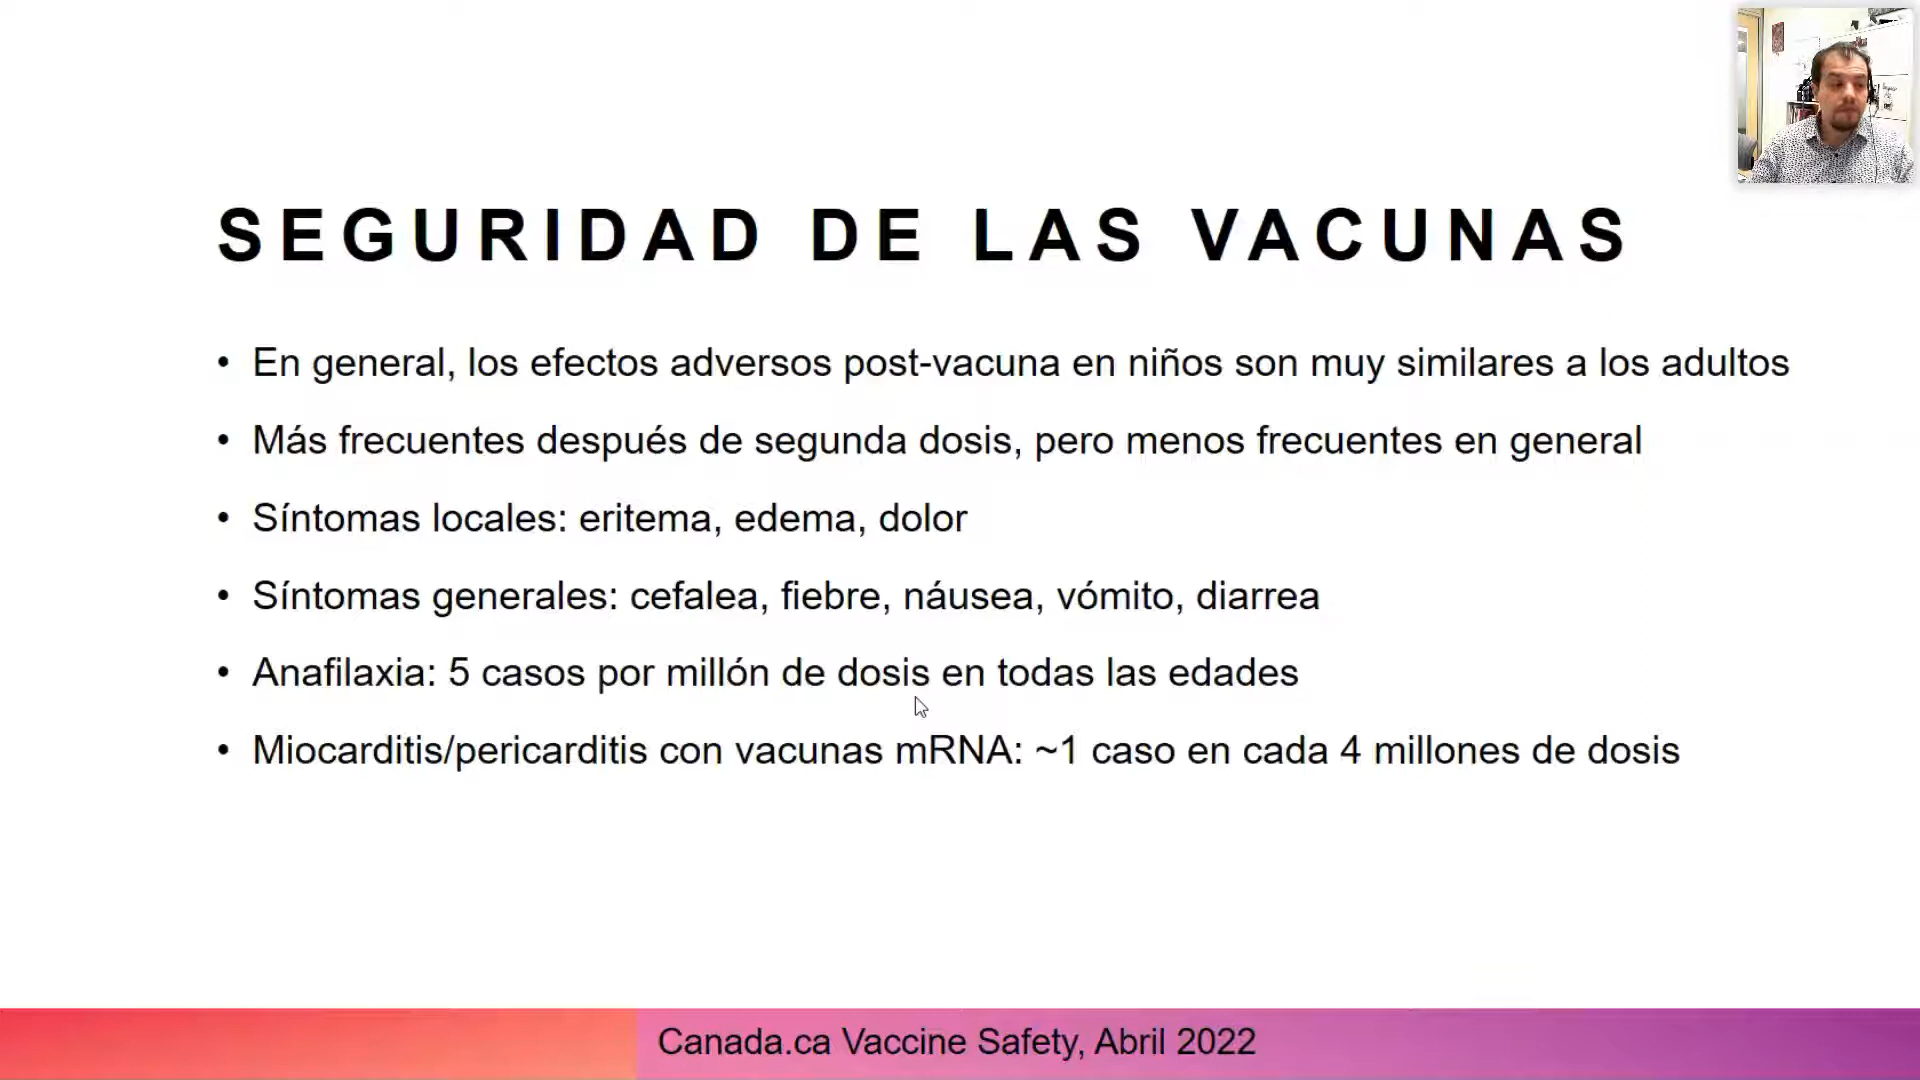 SEGURIDAD DE LAS VACUNAS
• En general, los efectos adversos post-vacuna en niños son muy similares a los adultos
• Más frecuentes después de segunda dosis, pero menos frecuentes en general
• Síntomas locales: eritema, edema, dolor
• Síntomas generales: cefalea, fiebre, náusea, vómito, diarrea
• Anafilaxia: 5 casos por millón de dosis en todas las edades
• Miocarditis/pericarditis con vacunas mRNA: ~1 caso en cada 4 millones de dosis
Canada.ca Vaccine Safety, Abril 2022